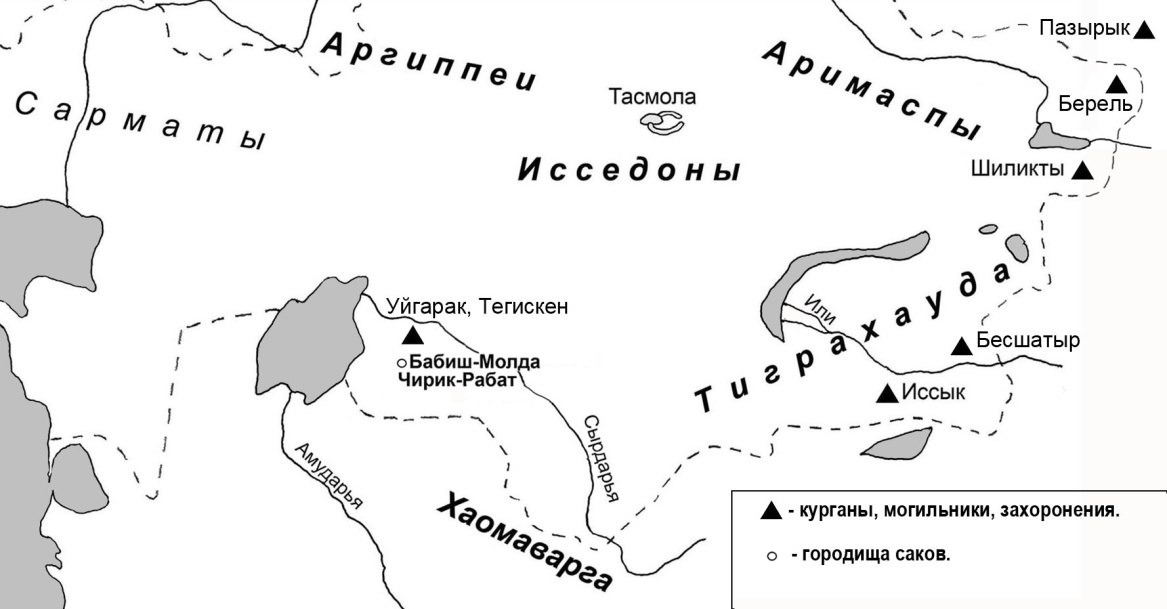 Пазырык
Аргиппеи
Аримаспы
Берель
Тасмола
Сарматы
Исседоны
Шиликты
Тиграхауда
Или
Уйгарак, Тегискен
Бесшатыр
Бабиш-Молда
Чирик-Рабат
Иссык
Сырдарья
Амударья
Хаомаварга
- курганы, могильники, захоронения.
- городища саков.